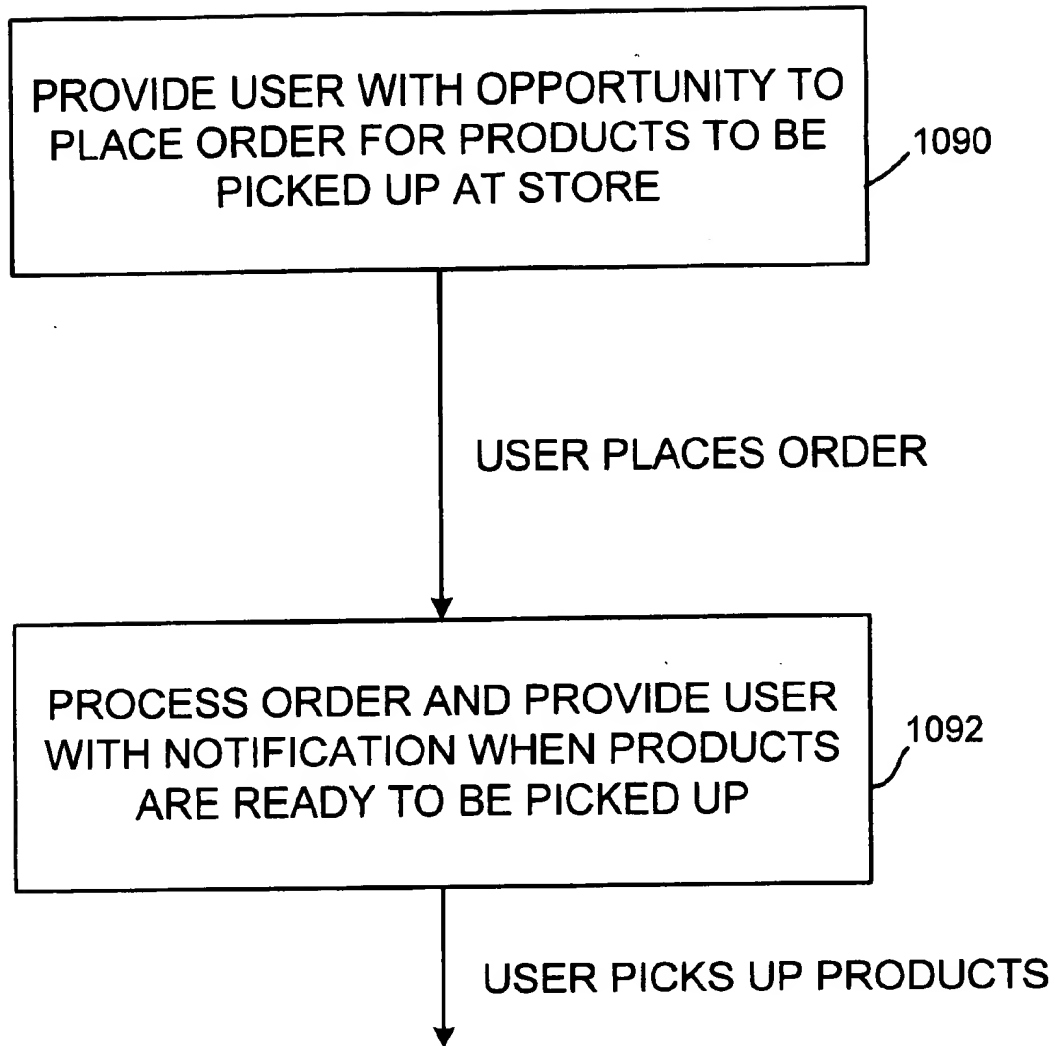 PROVIDE USER WITH OPPORTUNITY TO
PLACE ORDER FOR PRODUCTS TO BE
PICKED UP AT STORE
1090
USER PLACES ORDER
PROCESS ORDER AND PROVIDE USER
WITH NOTIFICATION WHEN PRODUCTS
ARE READY TO BE PICKED UP
1092
USER PICKS UP PRODUCTS